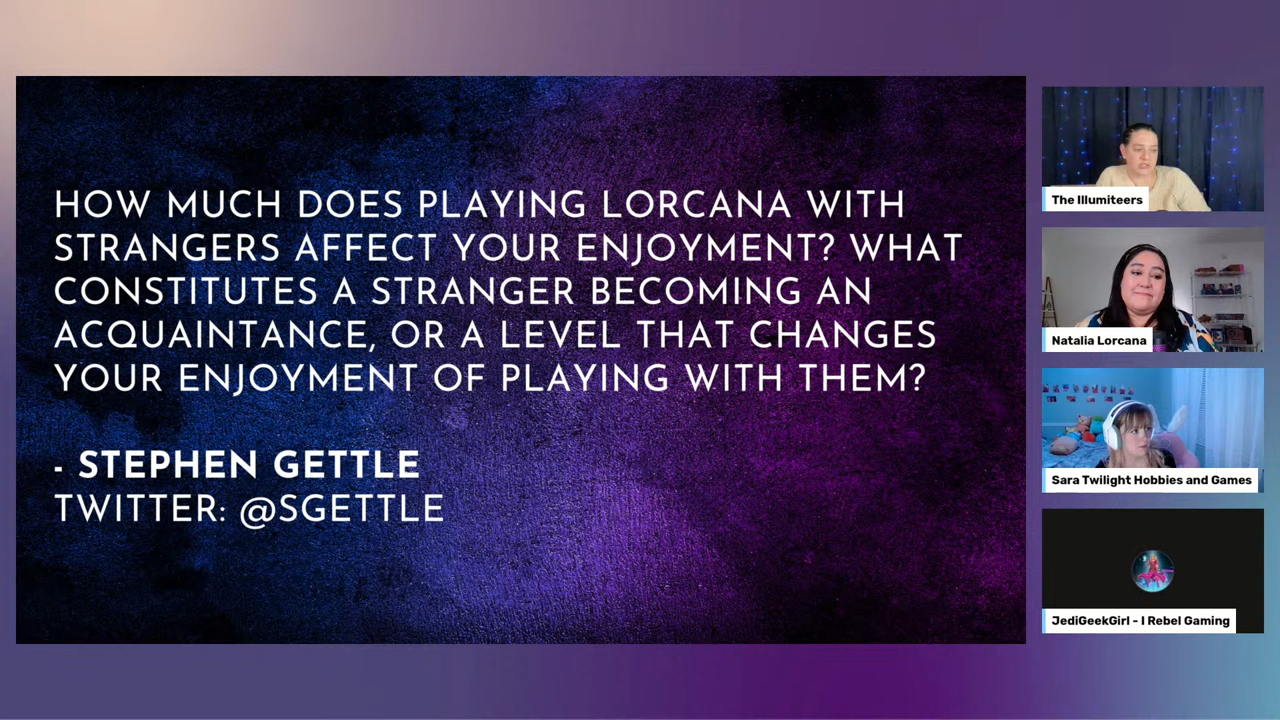 HOW MUCH DOES PLAYING LORCANA WITH
STRANGERS AFFECT YOUR ENJOYMENT? WHAT
CONSTITUTES A STRANGER BECOMING AN
ACQUAINTANCE, OR A LEVEL THAT CHANGES
YOUR ENJOYMENT OF PLAYING WITH THEM?
- STEPHEN GETTLE
TWITTER: @SGETTLE
The Illumiteers
Natalia Lorcana
Sara Twilight Hobbies and Games
JediGeekGirl - I Rebel Gaming